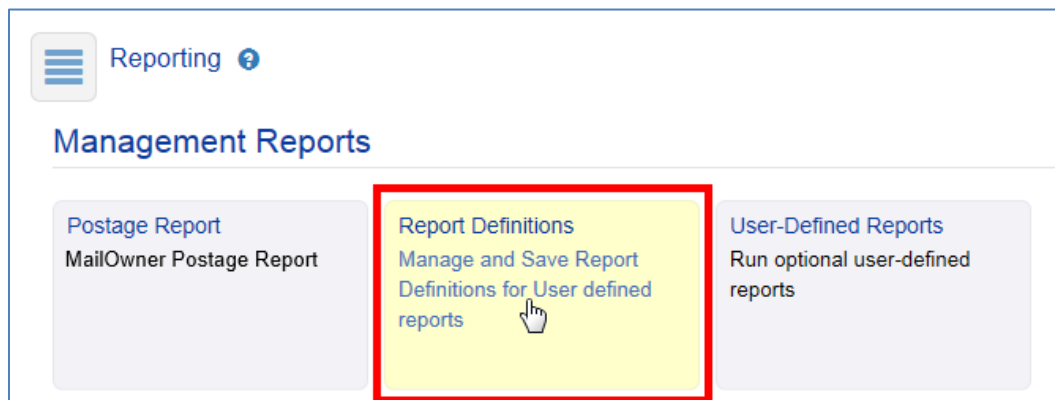 Reporting ?
Management Reports
Postage Report
MailOwner Postage Report
Report Definitions
Manage and Save Report
Definitions for User defined
reports
User-Defined Reports
Run optional user-defined
reports